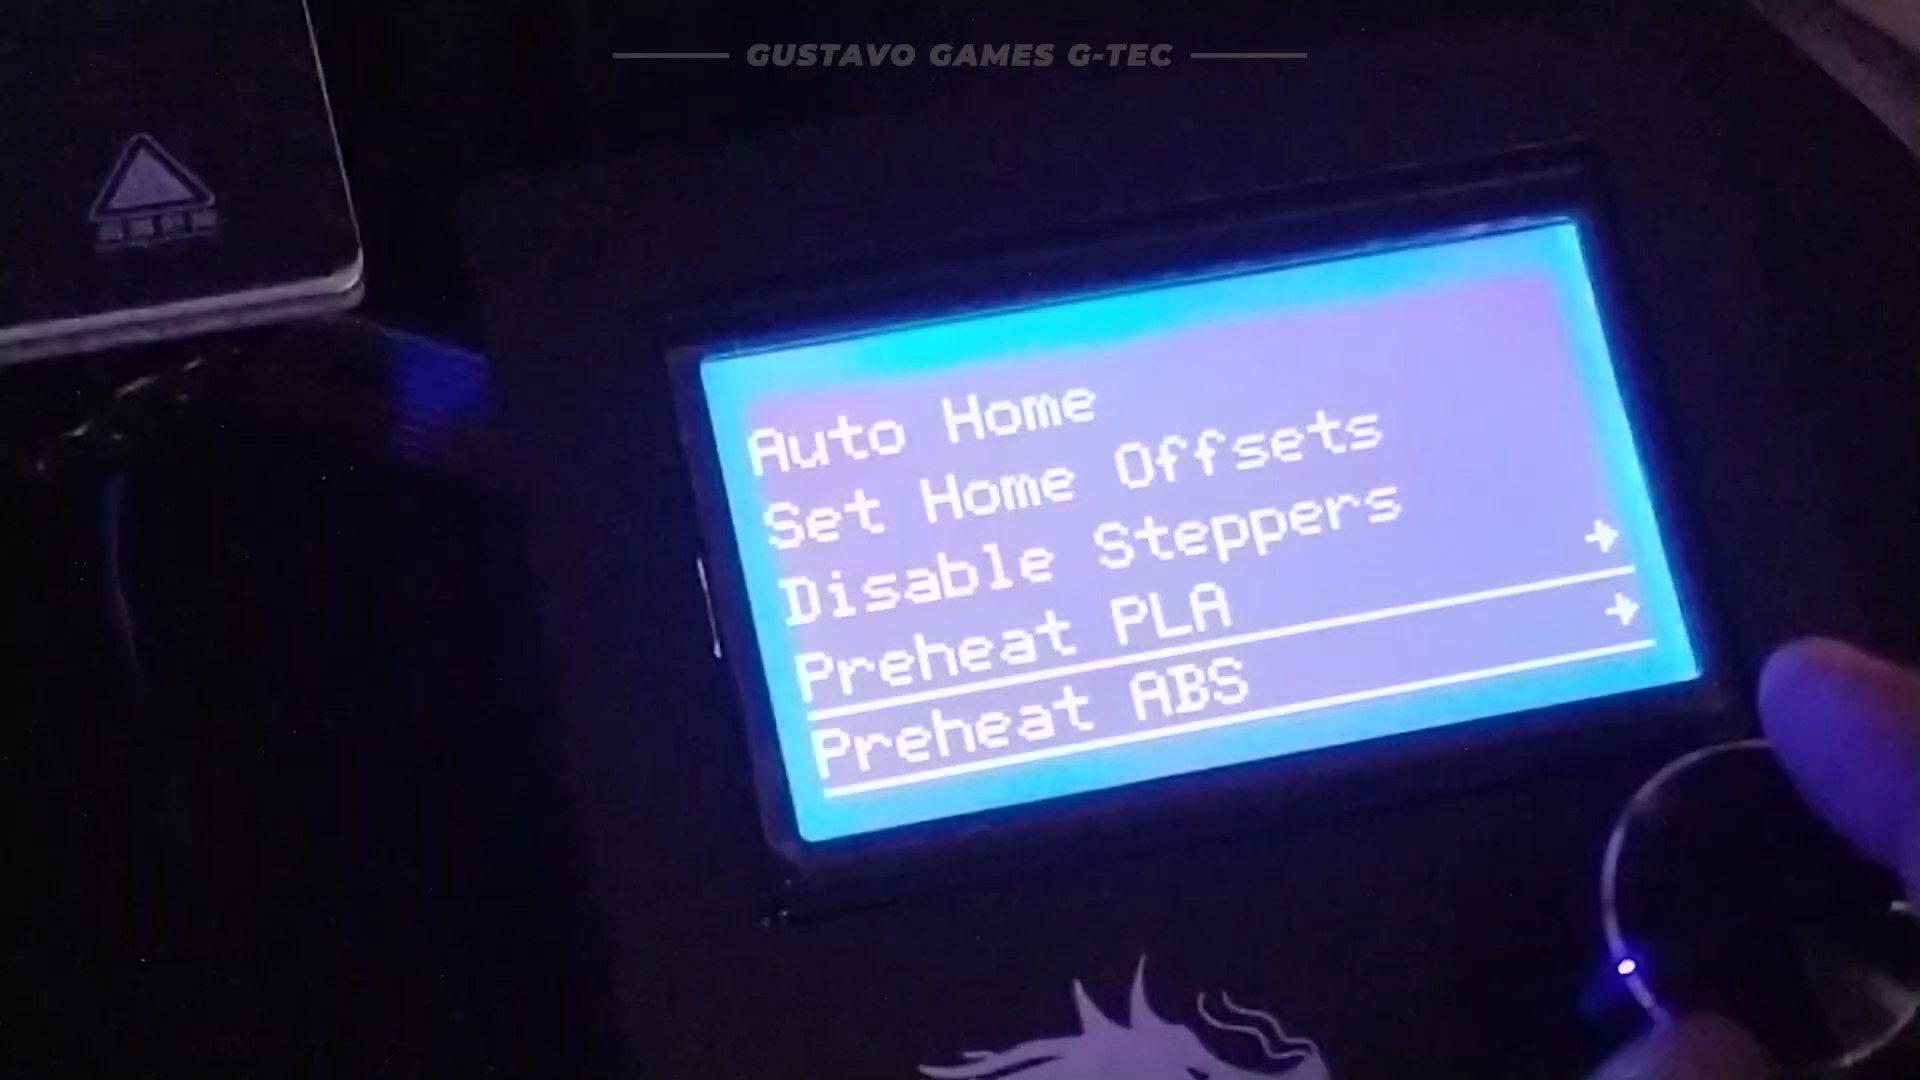 GUSTAVO GAMES G-TEC
Auto Home
Set Home Offsets
Disable Steppers
Preheat PLA
Preheat ABS